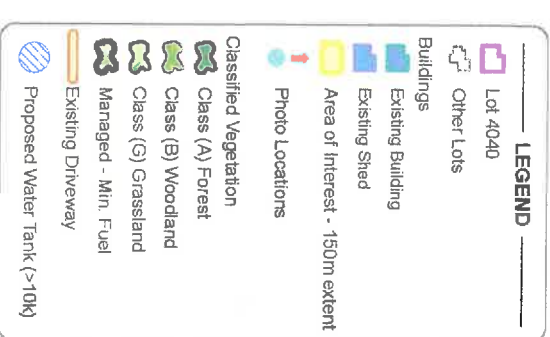 LEGEND
Lot 4040
Other Lots
Buildings
Existing Building
Existing Shed
Area of Interest - 150m extent
Photo Locations
Classified Vegetation
Class (A) Forest
Class (B) Woodland
Class (G) Grassland
Managed - Min. Fuel
Existing Driveway
Proposed Water Tank (>10k)